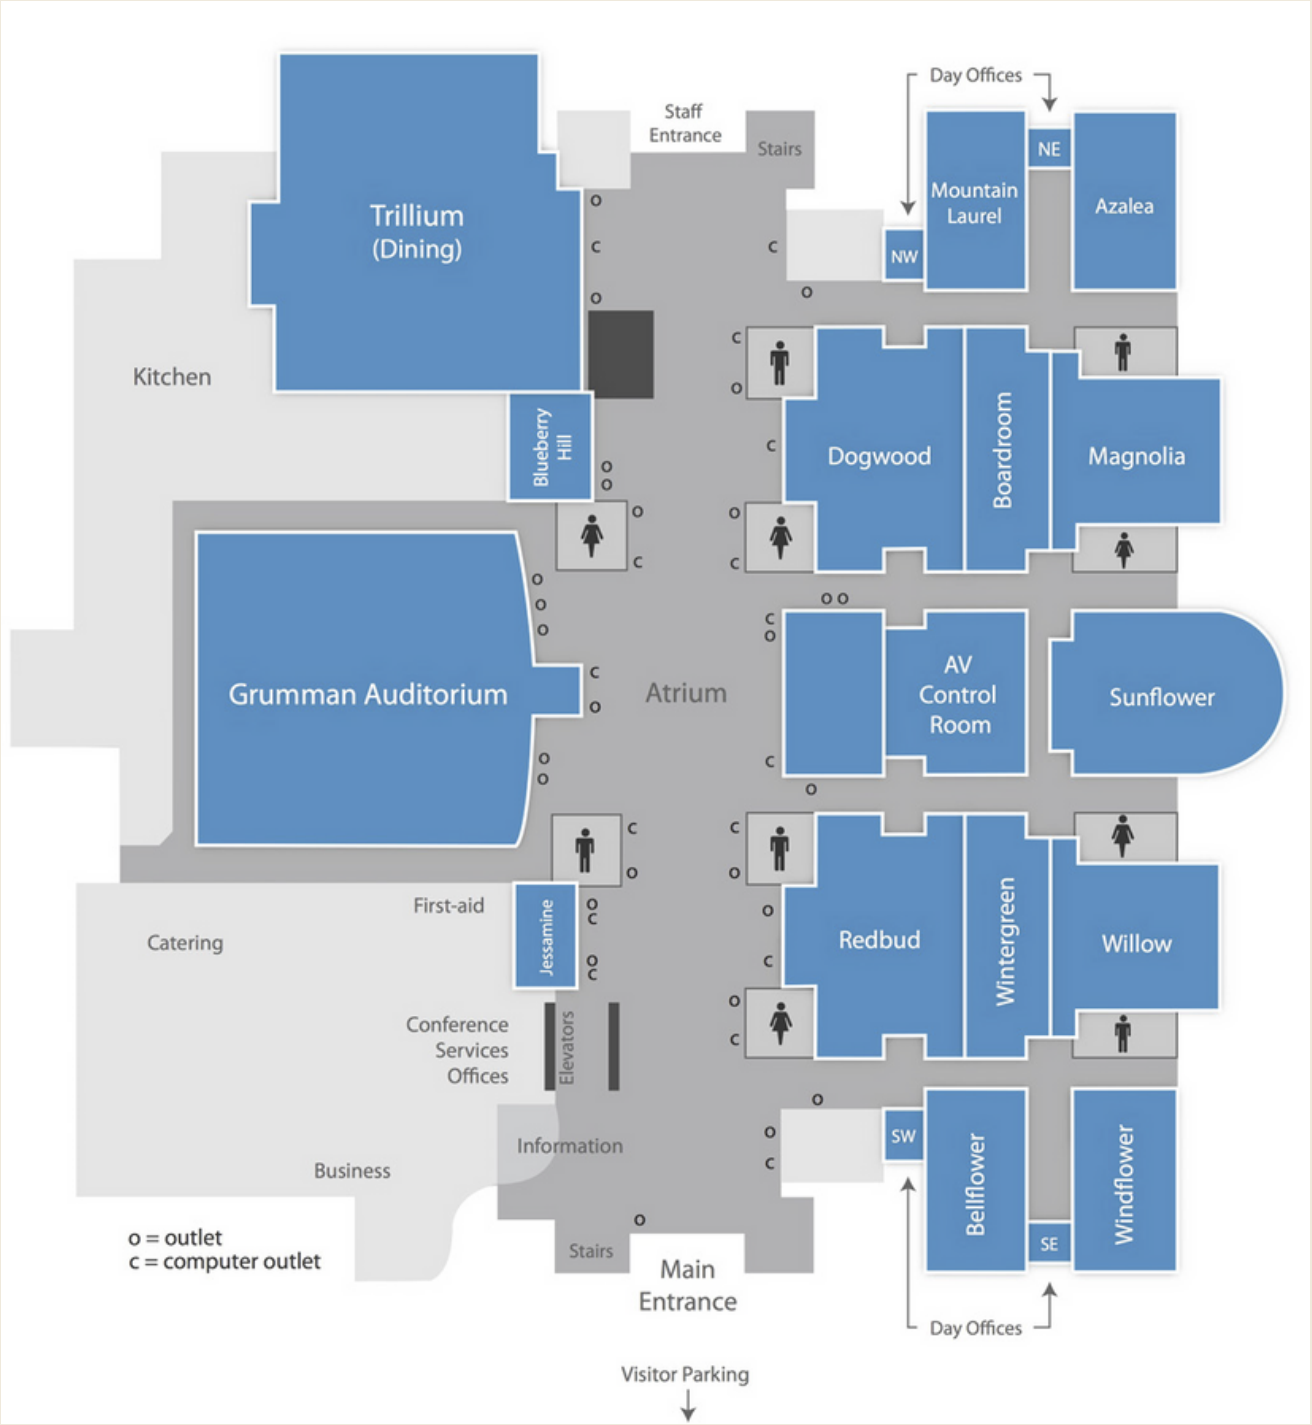 Day Offices
Staff
Entrance
Stairs
NE
Mountain
Laurel
Azalea
Trillium
(Dining)
NW
o
c
c
o
o
Kitchen
c
o
Blueberry
Hill
c
Dogwood
Boardroom
Magnolia
o
o
o
c
o
c
o
o
o
o o
c
o
Grumman Auditorium
c
o
Atrium
AV
Control
Room
Sunflower
o
o
c
o
c
o
c
o
First-aid
Catering
Jessamine
o
c
o
c
o
c
Redbud
Wintergreen
Willow
o
c
Conference
Services
Offices
Elevators
o
Information
o
c
SW
Bellflower
Windflower
Business
o
SE
o = outlet
c = computer outlet
Stairs
Main
Entrance
Day Offices
Visitor Parking